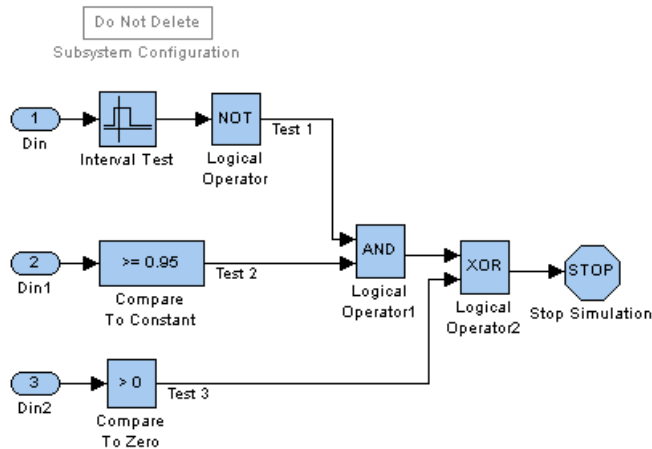 Do Not Delete
Subsystem Configuration
1
Din
Interval Test
NOT
Logical
Operator
Test 1
2
Din1
>= 0.95
Compare
To Constant
Test 2
AND
Logical
Operator1
XOR
Logical
Operator2
STOP
Stop Simulation
3
Din2
> 0
Compare
To Zero
Test 3